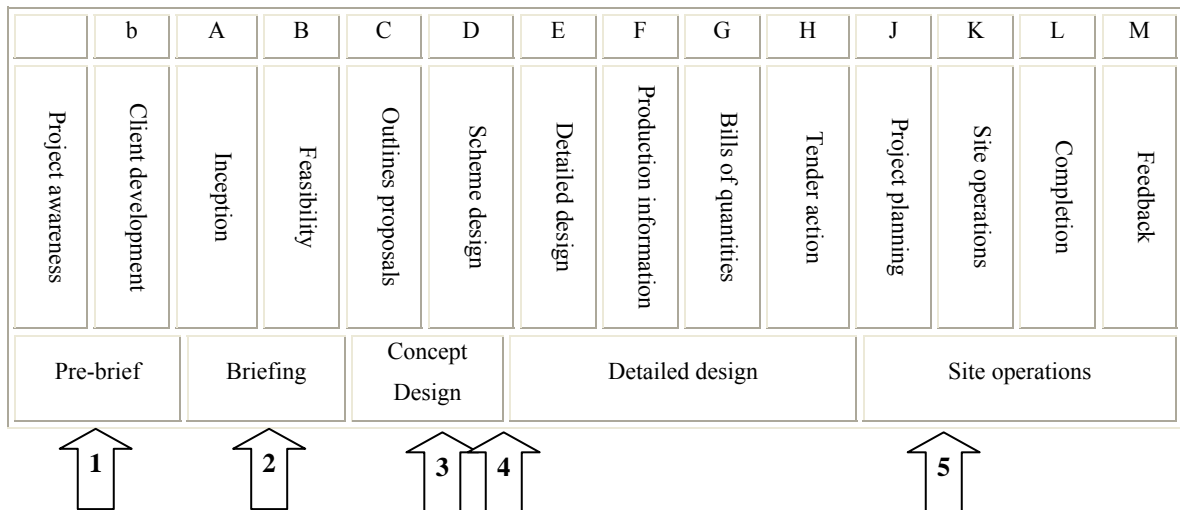 b A B C D E F G H J K L M
Project awareness
Client development
Inception
Feasibility
Outlines proposals
Scheme design
Detailed design
Production information
Bills of quantities
Tender action
Project planning
Site operations
Completion
Feedback
Pre-brief
Briefing
Concept
Design
Detailed design
Site operations
1 2 3 4 5